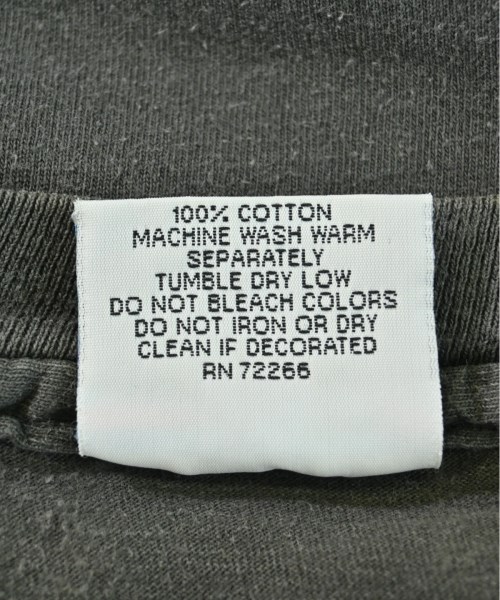 100% COTTON
MACHINE WASH WARM
SEPARATELY
TUMBLE DRY LOW
DO NOT BLEACH COLORS
DO NOT IRON OR DRY
CLEAN IF DECORATED
RN 72266